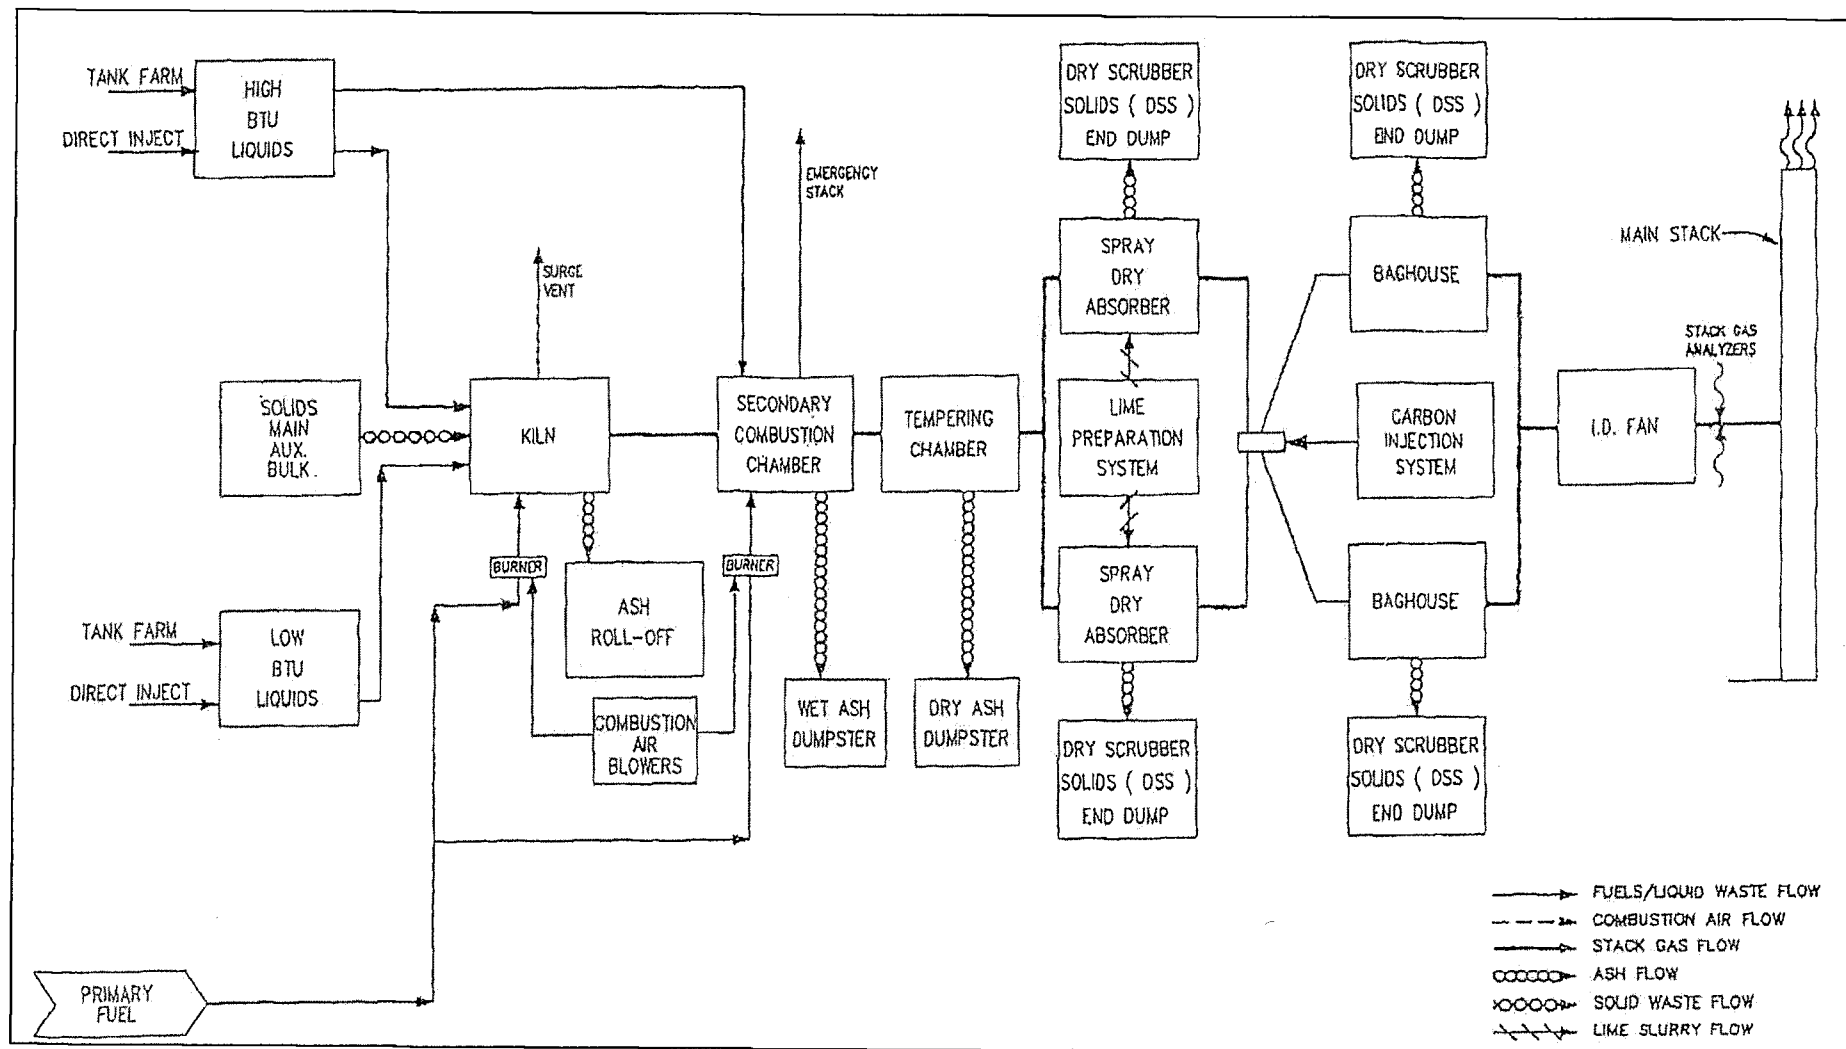 TANK FARM
DIRECT INJECT
HIGH
BTU
LIQUIDS
SURGE
VENT
EMERGENCY
STACK
DRY SCRUBBER
SOLIDS ( DSS )
END DUMP
DRY SCRUBBER
SOLIDS ( DSS )
END DUMP
SPRAY
DRY
ABSORBER
BAGHOUSE
MAIN STACK
STACK GAS
ANALYZERS
SOLIDS
MAIN
AUX.
BULK.
KILN
SECONDARY
COMBUSTION
CHAMBER
TEMPERING
CHAMBER
LIME
PREPARATION
SYSTEM
CARBON
INJECTION
SYSTEM
I.D. FAN
BURNER
BURNER
ASH
ROLL-OFF
SPRAY
DRY
ABSORBER
BAGHOUSE
TANK FARM
DIRECT INJECT
LOW
BTU
LIQUIDS
COMBUSTION
AIR
BLOWERS
WET ASH
DUMPSTER
DRY ASH
DUMPSTER
DRY SCRUBBER
SOLIDS ( DSS )
END DUMP
DRY SCRUBBER
SOLIDS ( DSS )
END DUMP
PRIMARY
FUEL
FUELS/LIQUID WASTE FLOW
COMBUSTION AIR FLOW
STACK GAS FLOW
ASH FLOW
SOLID WASTE FLOW
LIME SLURRY FLOW